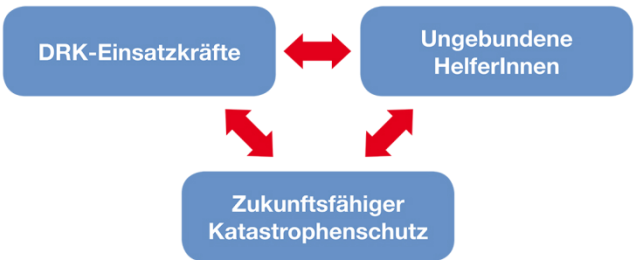 DRK-Einsatzkräfte
Ungebundene
HelferInnen
Zukunftsfähiger
Katastrophenschutz